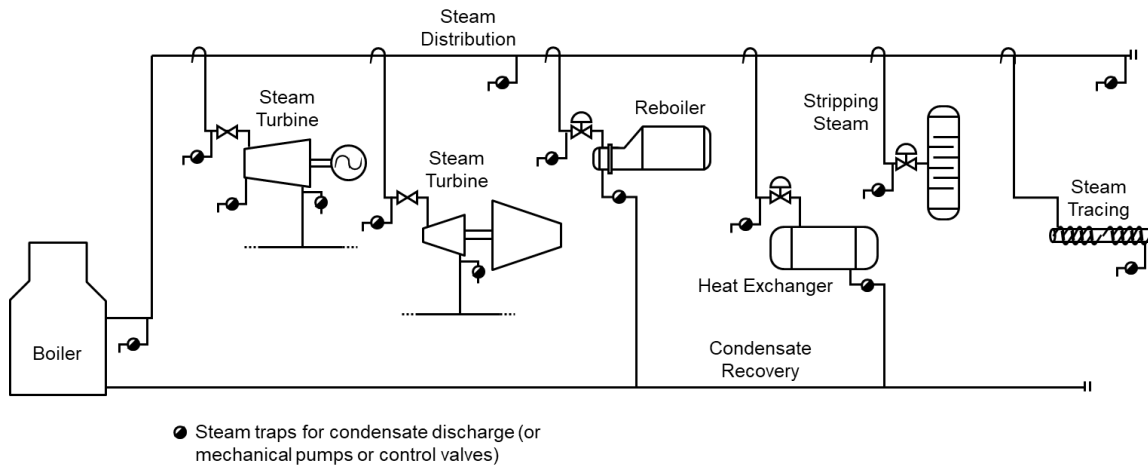 Steam
Distribution
Steam
Turbine
Reboiler
Stripping
Steam
Steam
Turbine
Steam
Tracing
Heat Exchanger
Boiler
Condensate
Recovery
Steam traps for condensate discharge (or
mechanical pumps or control valves)